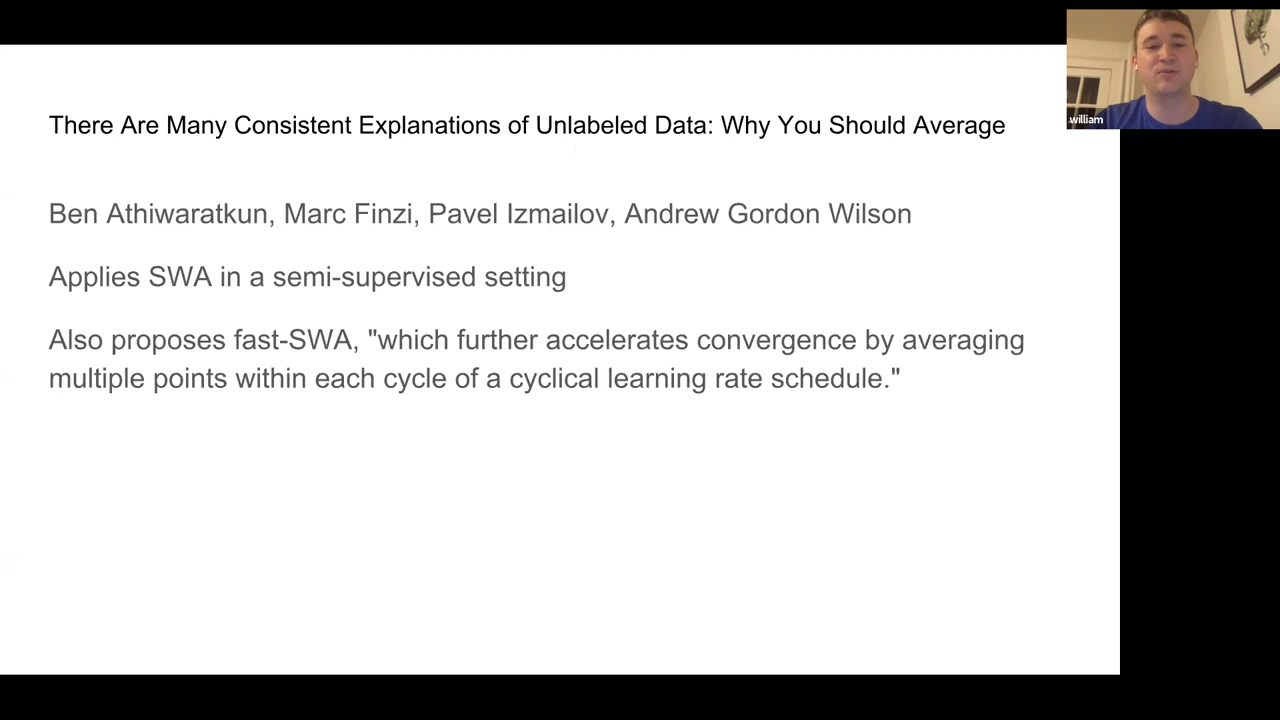 There Are Many Consistent Explanations of Unlabeled Data: Why You Should Average
Ben Athiwaratkun, Marc Finzi, Pavel Izmailov, Andrew Gordon Wilson
Applies SWA in a semi-supervised setting
Also proposes fast-SWA, "which further accelerates convergence by averaging
multiple points within each cycle of a cyclical learning rate schedule."
william